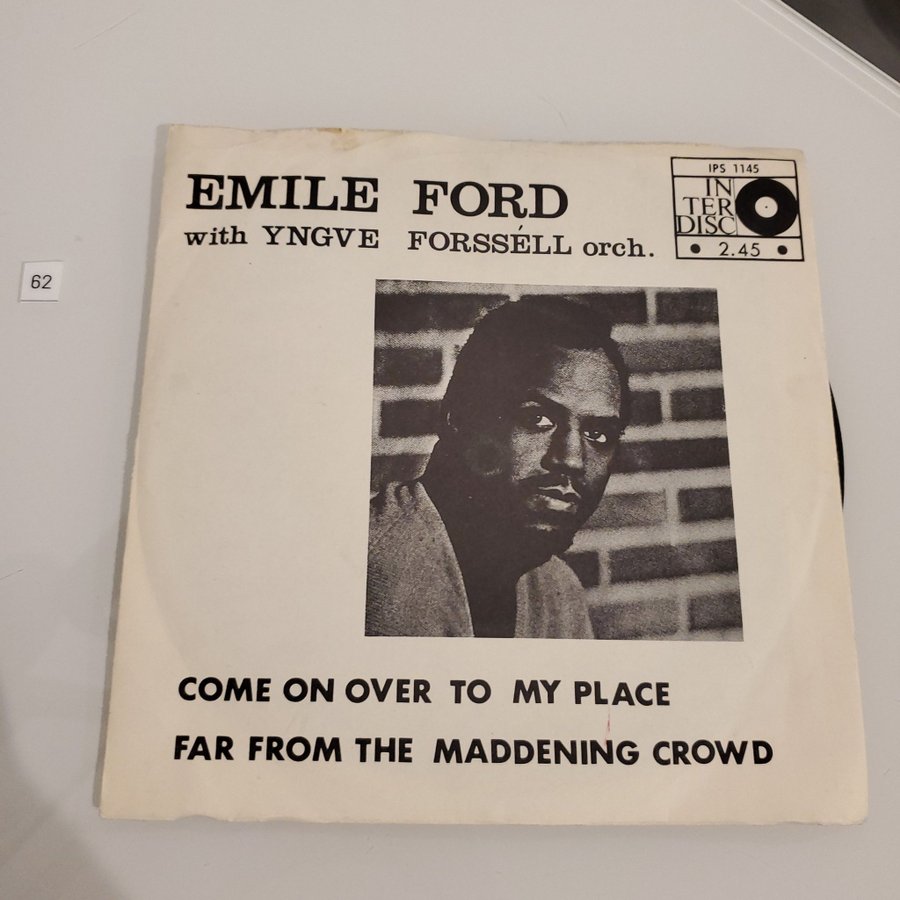 EMILE FORD
with YNGVE FORSSÉLL orch.
IPS 1145
IN
TER
DISC
• 2.45 •
62
COME ON OVER TO MY PLACE
FAR FROM THE MADDENING CROWD